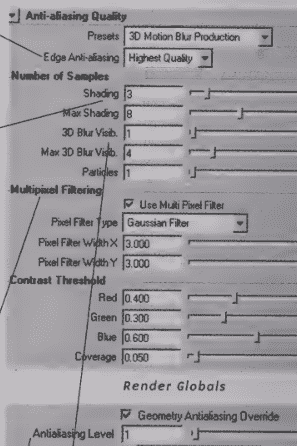 Anti-aliasing Quality
Presets 3D Motion Blur Production
Edge Anti-aliasing Highest Quality
Number of Samples
Shading 3
Max Shading 8
3D Blur Visib. 1
Max 3D Blur Visib. 4
Particles 1
Multipixel Filtering
Use Multi Pixel Filter
Pixel Filter Type Gaussian Filter
Pixel Filter Width X 3.000
Pixel Filter Width Y 3.000
Contrast Threshold
Red 0.400
Green 0.300
Blue 0.600
Coverage 0.050
Render Globals
Geometry Antialiasing Override
Antialiasing Level 1